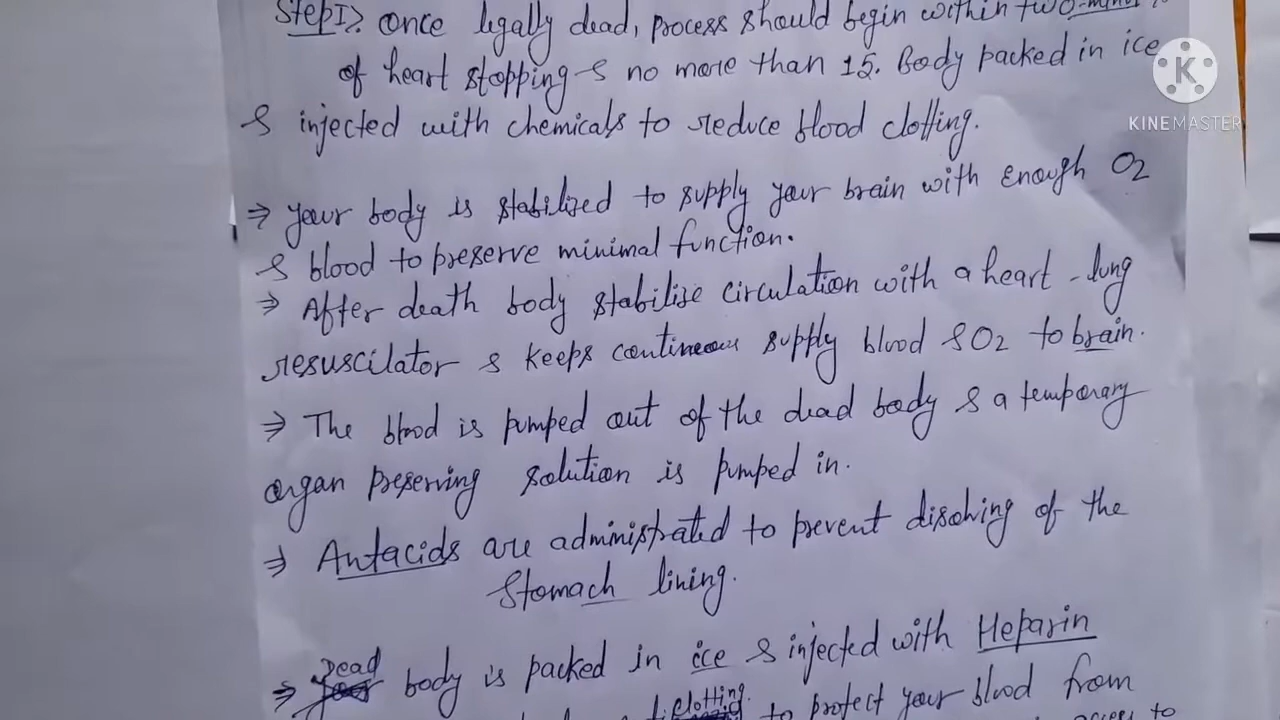 Step I⇒ Once legally dead, process should begin within two-minutes
of heart stopping & no more than 15. Body packed in ice
& injected with chemicals to reduce blood clotting.
⇒ your body is stabilized to supply your brain with enough O2
& blood to preserve minimal function.
⇒ After death body stabilise circulation with a heart-lung
resuscilator & keeps contineous supply blood & O2 to brain.
⇒ The blood is pumped out of the dead body & a temporary
organ preserving solution is pumped in.
⇒ Antacids are administrated to prevent disolving of the
Stomach lining.
⇒ Dead body is packed in ice & injected with Heparin
clotting. to protect your blood from
K
KINEMASTER